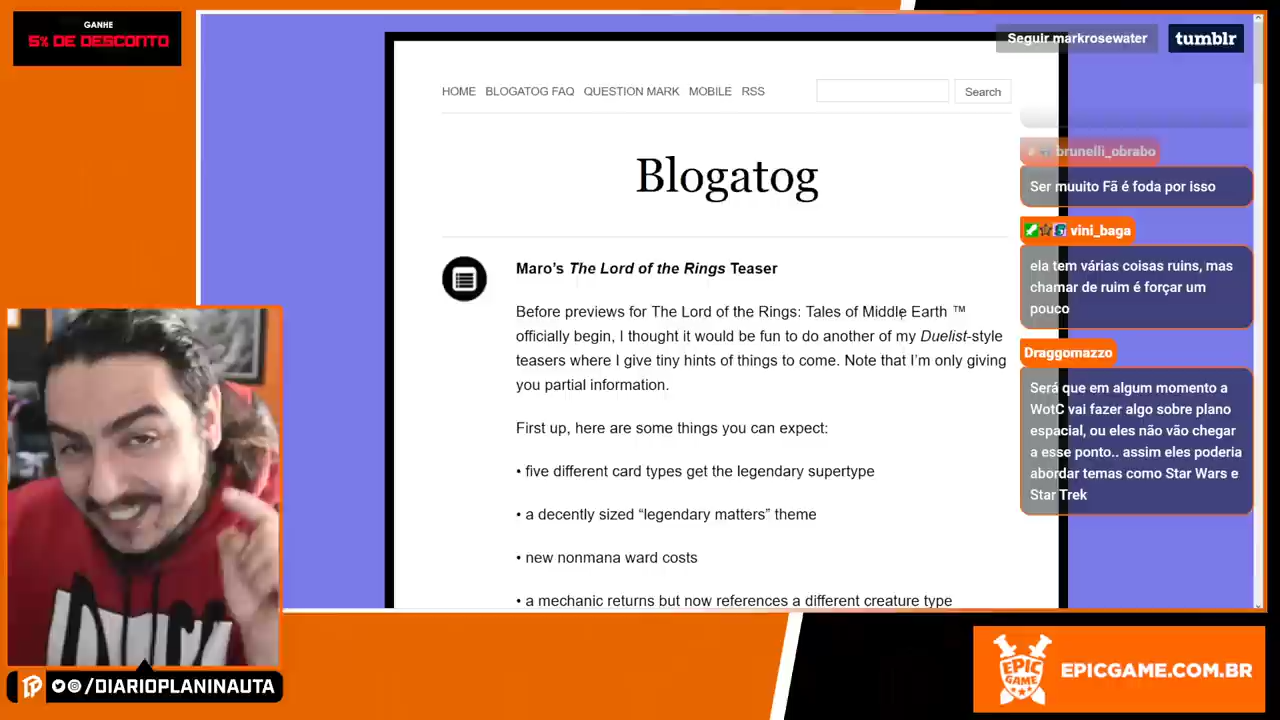 GANHE
5% DE DESCONTO
Seguir markrosewater
tumblr
HOME BLOGATOG FAQ QUESTION MARK MOBILE RSS
Search
Blogatog
Maro's The Lord of the Rings Teaser
Before previews for The Lord of the Rings: Tales of Middle Earth ™
officially begin, I thought it would be fun to do another of my Duelist-style
teasers where I give tiny hints of things to come. Note that I'm only giving
you partial information.
First up, here are some things you can expect:
• five different card types get the legendary supertype
• a decently sized “legendary matters” theme
• new nonmana ward costs
• a mechanic returns but now references a different creature type
brunelli_obrabo
Ser muuito Fã é foda por isso
vini_baga
ela tem várias coisas ruins, mas
chamar de ruim é forçar um
pouco
Draggomazzo
Será que em algum momento a
WotC vai fazer algo sobre plano
espacial, ou eles não vão chegar
a esse ponto.. assim eles poderia
abordar temas como Star Wars e
Star Trek
/DIARIOPLANINAUTA
EPIC
GAME
EPICGAME.COM.BR